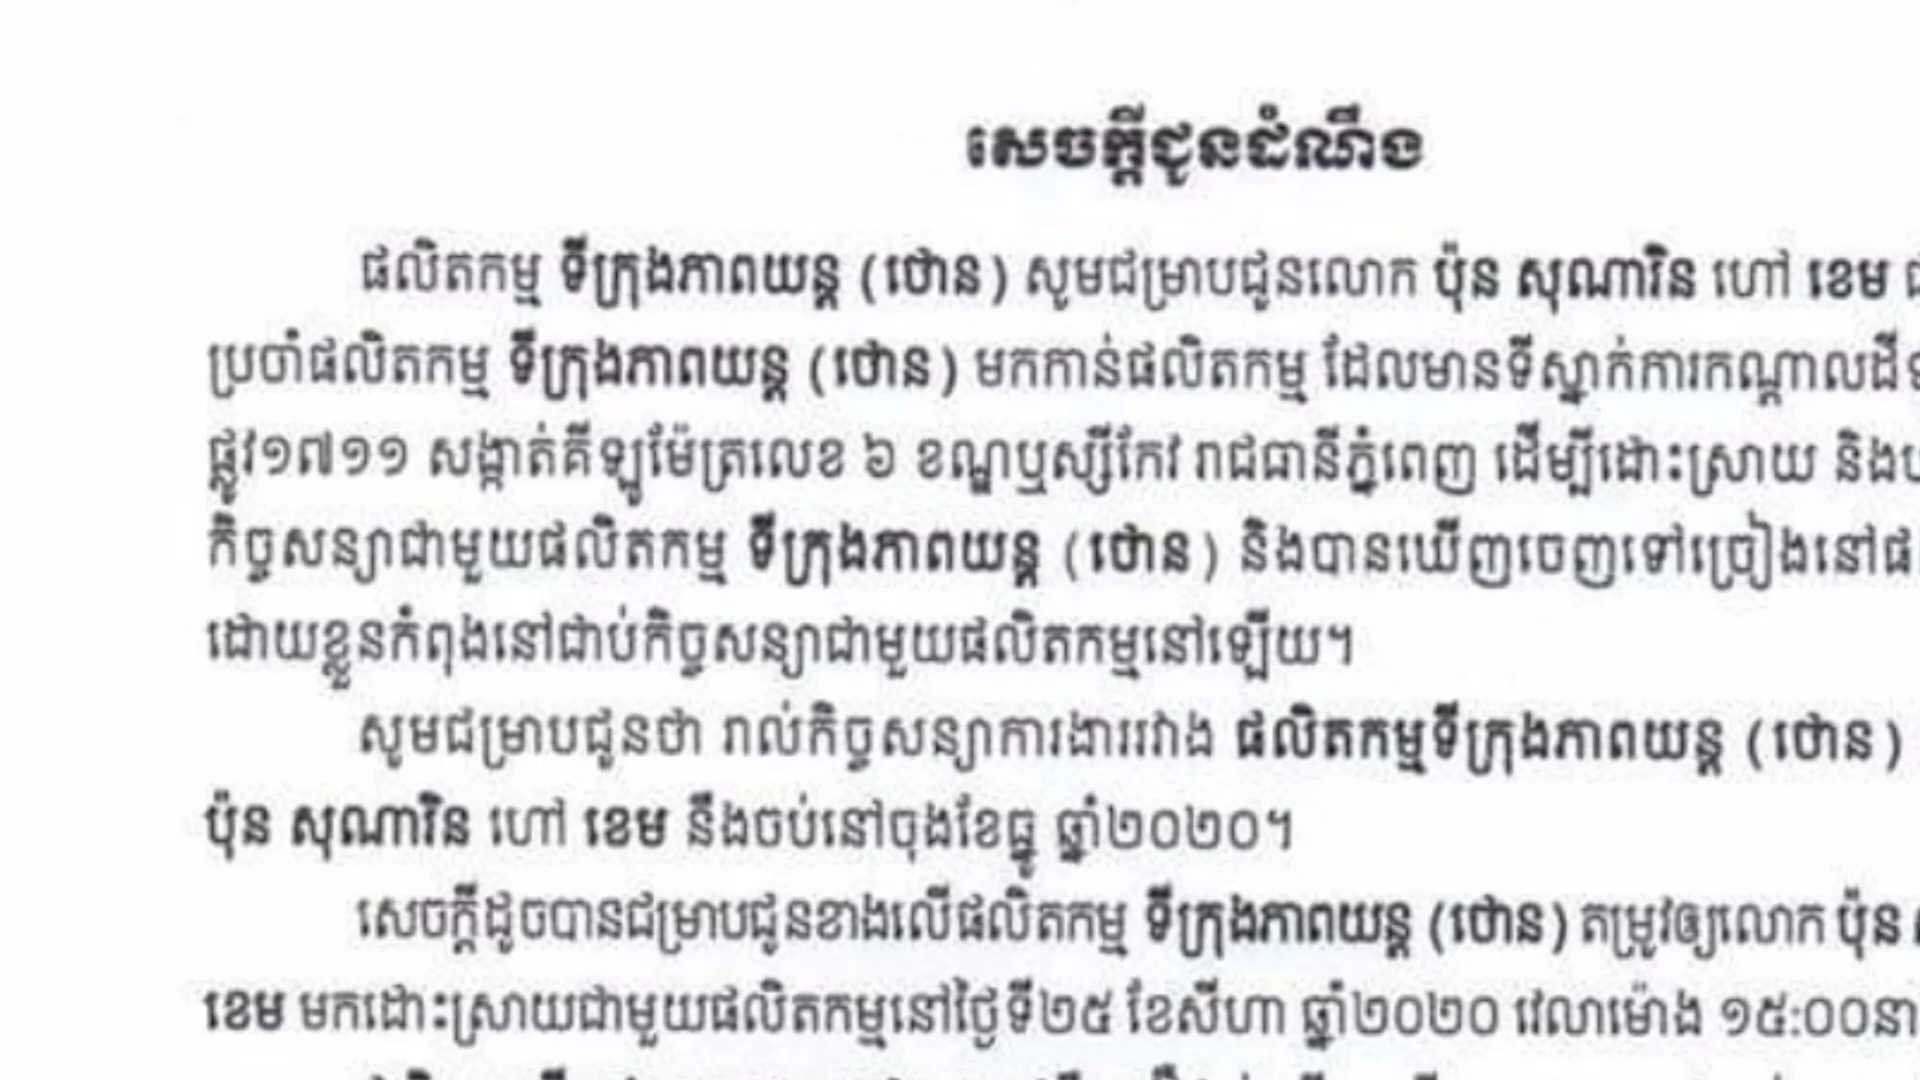 សេចក្តីជូនដំណឹង
ផលិតកម្ម ទីក្រុងភាពយន្ត (ថោន) សូមជម្រាបជូនលោក ប៉ុន សុណារិន ហៅ ខេម
ប្រចាំផលិតកម្ម ទីក្រុងភាពយន្ត (ថោន) មកកាន់ផលិតកម្ម ដែលមានទីស្នាក់ការកណ្តាលដី
ផ្លូវ១៧១១ សង្កាត់គីឡូម៉ែត្រលេខ ៦ ខណ្ឌឬស្សីកែវ រាជធានីភ្នំពេញ ដើម្បីដោះស្រាយ និង
កិច្ចសន្យាជាមួយផលិតកម្ម ទីក្រុងភាពយន្ត (ថោន) និងបានឃើញចេញទៅច្រៀងនៅ
ដោយខ្លួនកំពុងនៅជាប់កិច្ចសន្យាជាមួយផលិតកម្មនៅឡើយ។
សូមជម្រាបជូនថា រាល់កិច្ចសន្យាការងាររវាង ផលិតកម្មទីក្រុងភាពយន្ត (ថោន)
ប៉ុន សុណារិន ហៅ ខេម នឹងចប់នៅចុងខែធ្នូ ឆ្នាំ២០២០។
សេចក្តីដូចបានជម្រាបជូនខាងលើផលិតកម្ម ទីក្រុងភាពយន្ត (ថោន) តម្រូវឲ្យលោក ប៉ុន
ខេម មកដោះស្រាយជាមួយផលិតកម្មនៅថ្ងៃទី២៥ ខែសីហា ឆ្នាំ២០២០ វេលាម៉ោង ១៥:០០នា